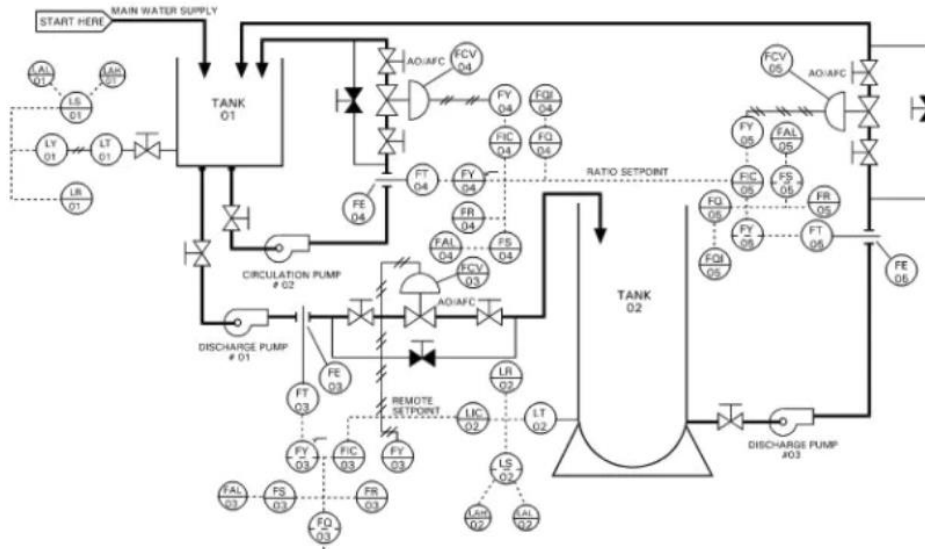 MAIN WATER SUPPLY
START HERE
TANK
01
LAL
01
LAH
01
LS
01
LY
01
LT
01
LR
01
AO/AFC
FCV
04
FY
04
FIC
04
FQI
04
FQ
04
FT
04
FY
04
FE
04
FR
04
FAL
04
FS
04
RATIO SETPOINT
FCV
05
AO/AFC
FY
05
FAL
05
FIC
05
FS
05
FQ
05
FR
05
FY
05
FT
05
FQI
05
FE
05
CIRCULATION PUMP
# 02
FCV
03
AO/AFC
TANK
02
DISCHARGE PUMP
# 01
FE
03
FT
03
REMOTE
SETPOINT
LR
02
LIC
02
LT
02
DISCHARGE PUMP
#03
FY
03
FIC
03
FY
03
LS
02
FAL
03
FS
03
FR
03
LAH
02
LAL
02
FQ
03